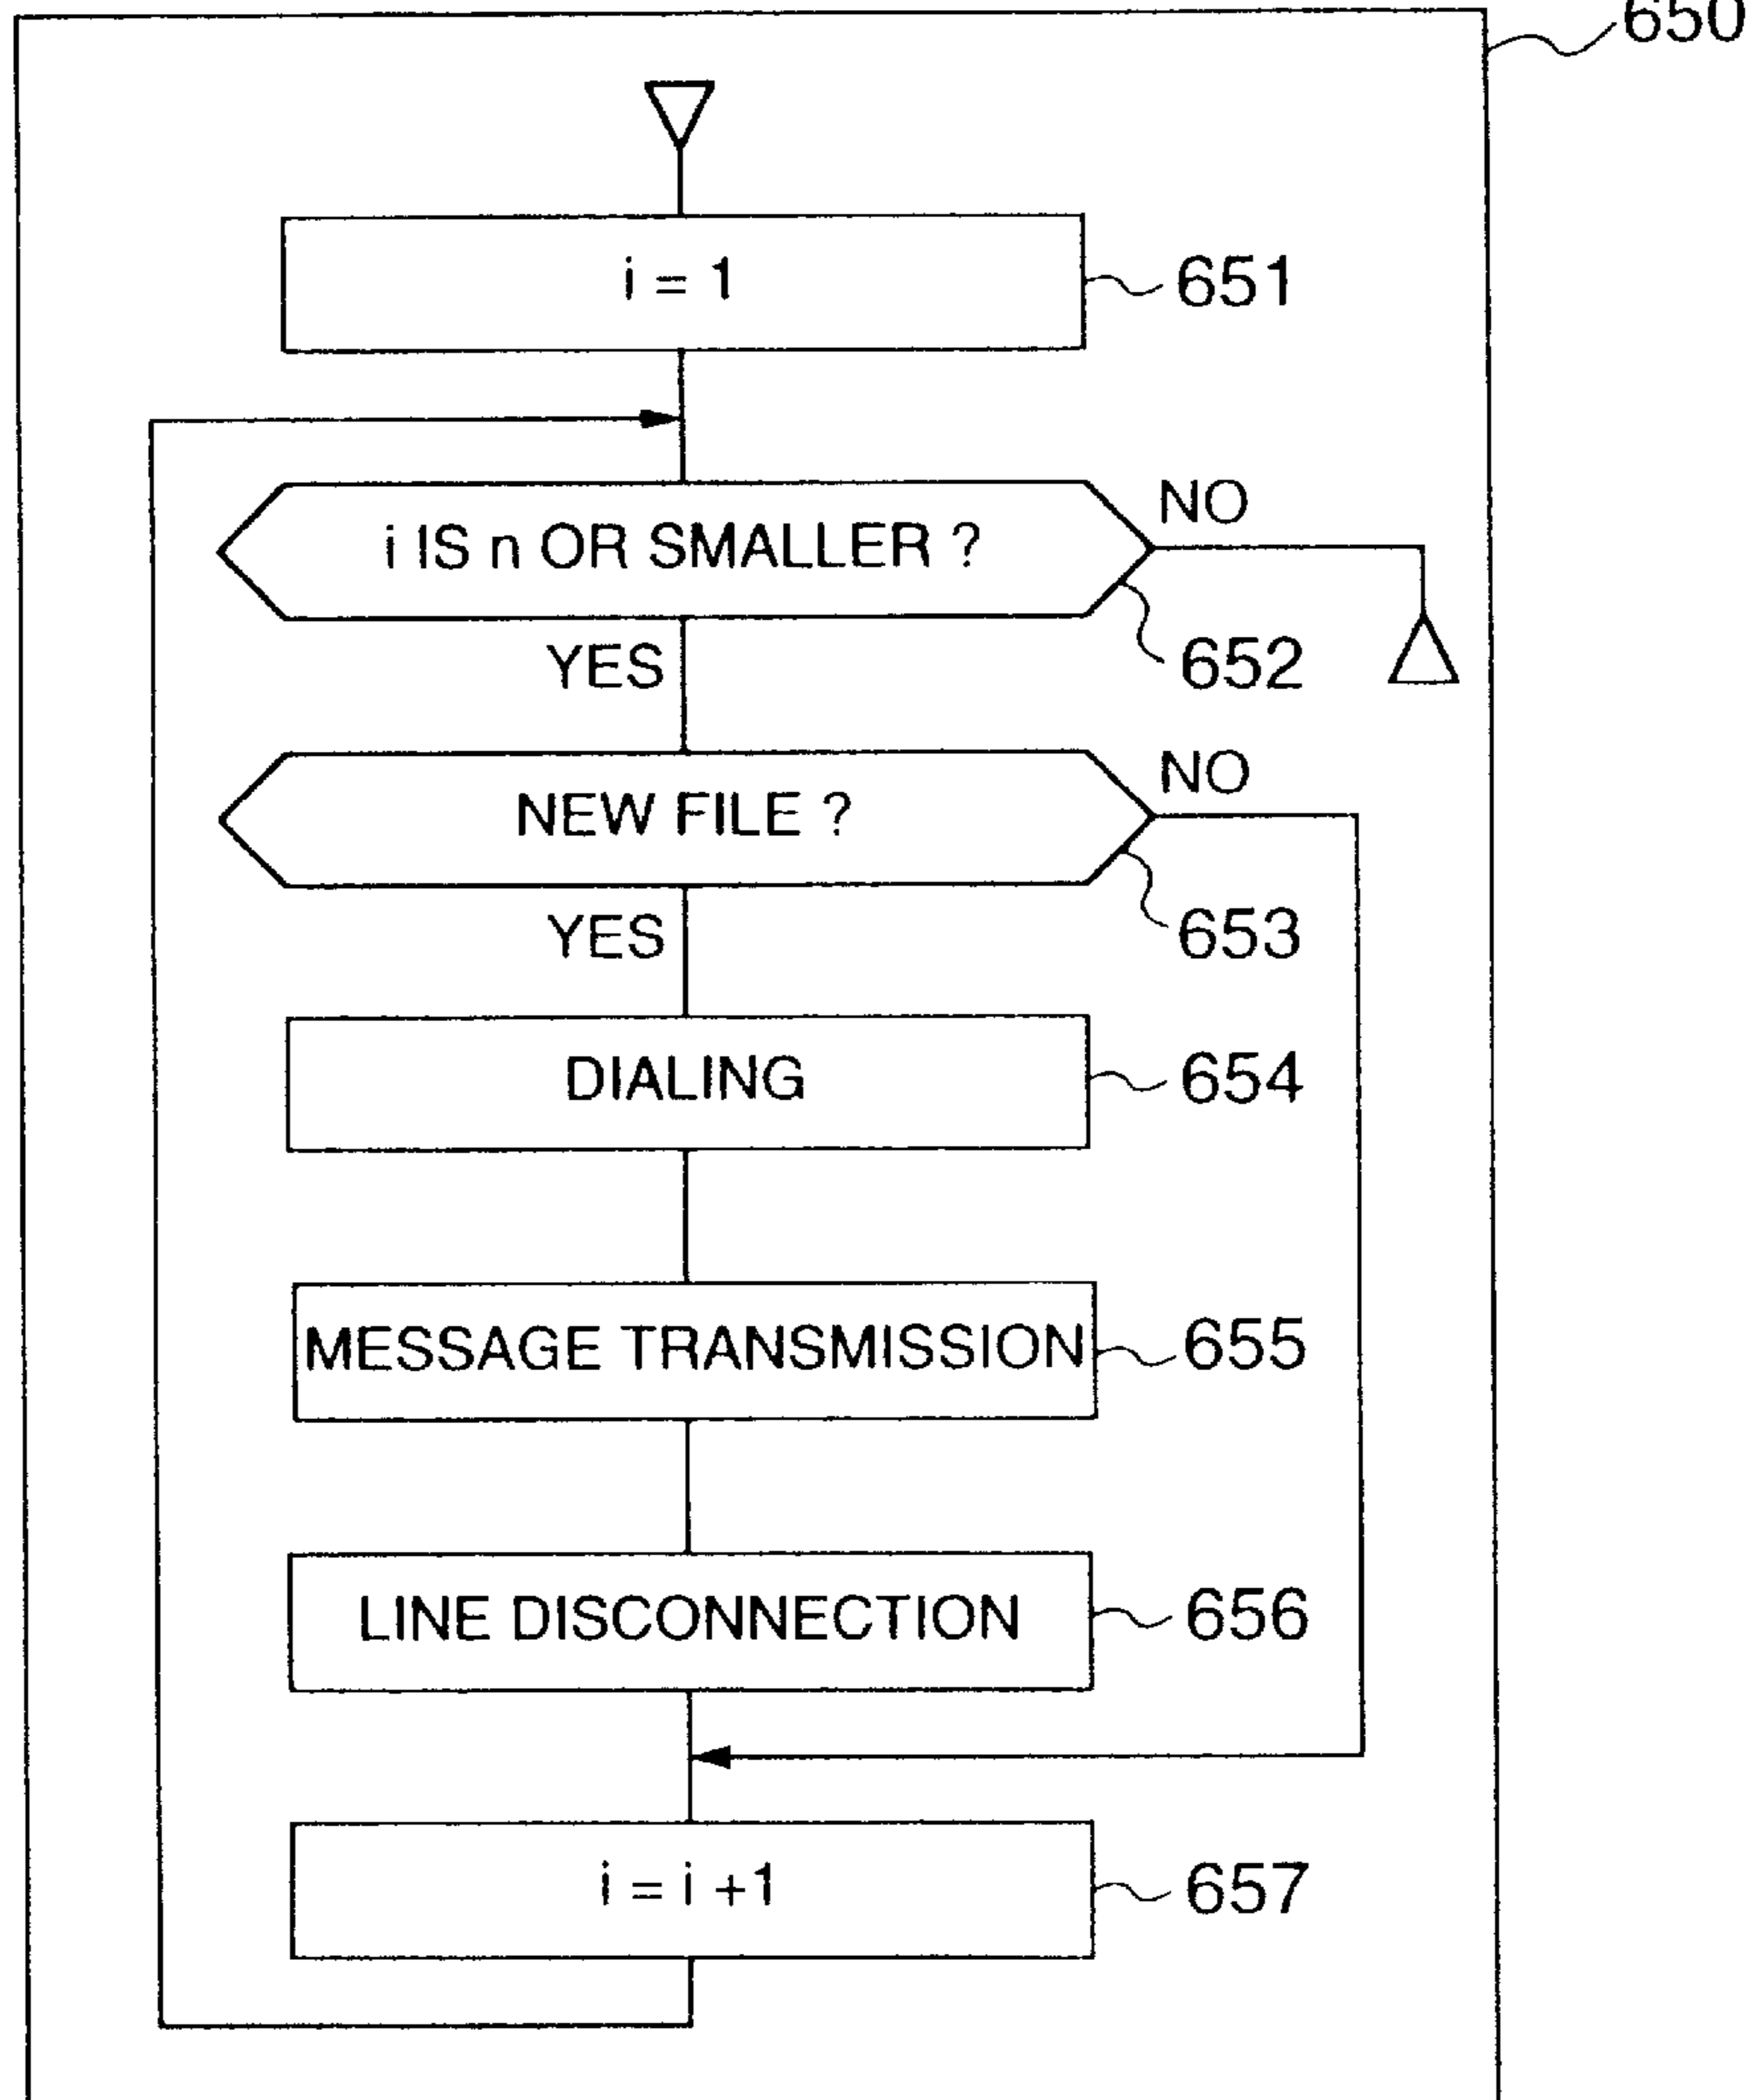 650
i = 1
651
i IS n OR SMALLER ?
NO
652
YES
NEW FILE ?
NO
653
YES
DIALING
654
MESSAGE TRANSMISSION
655
LINE DISCONNECTION
656
i = i +1
657